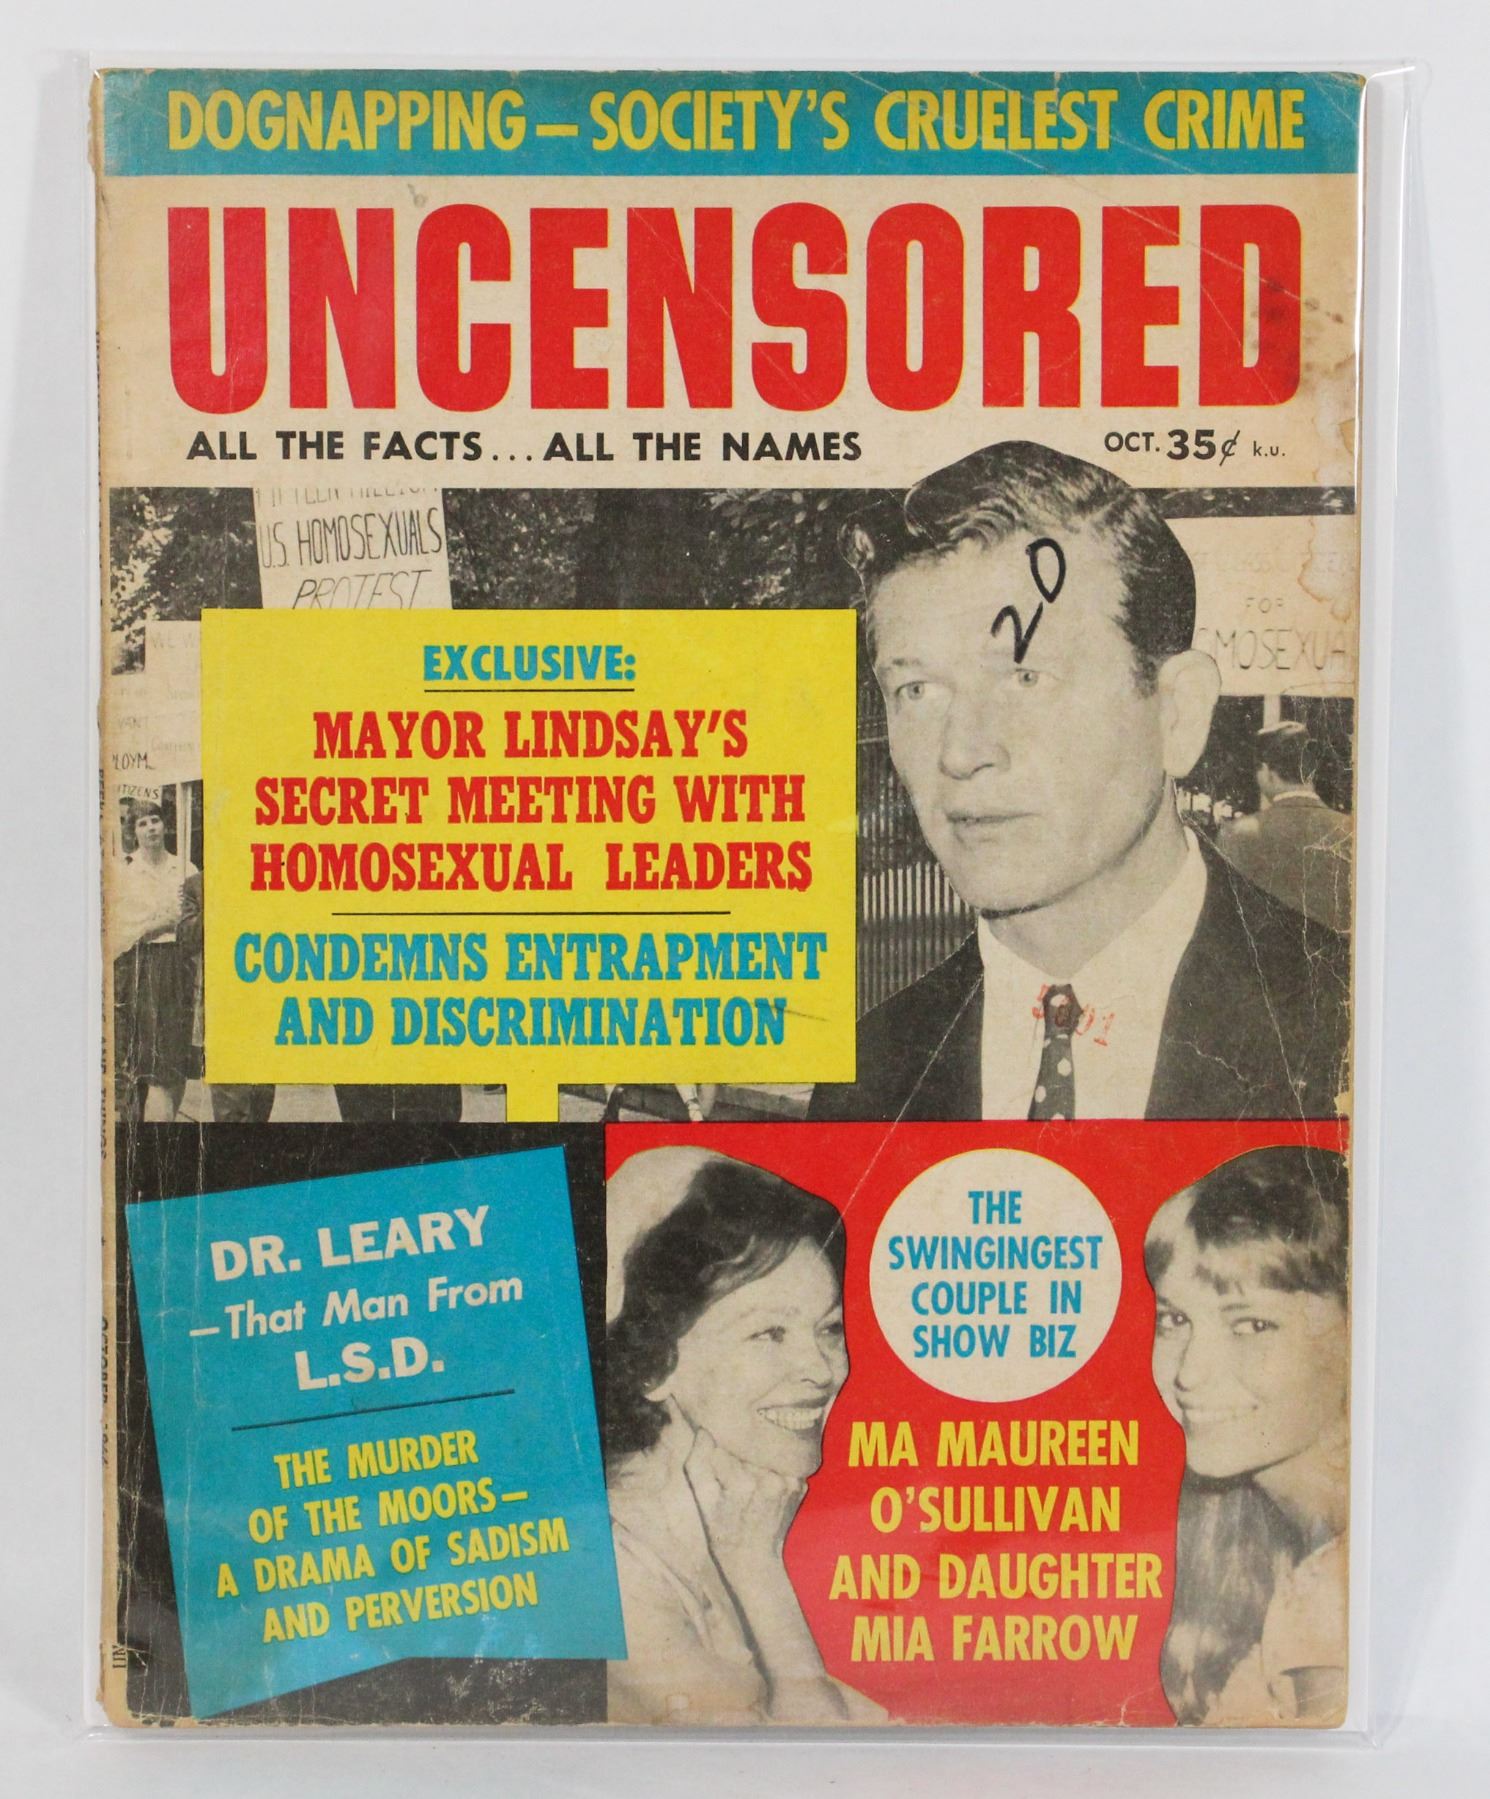 DOGNAPPING — SOCIETY'S CRUELEST CRIME
UNCENSORED
ALL THE FACTS...ALL THE NAMES
OCT. 35¢ K.U.
U.S. HOMOSEXUALS
PROTEST
20
FOR
EXCLUSIVE:
MAYOR LINDSAY'S
SECRET MEETING WITH
HOMOSEXUAL LEADERS
CONDEMNS ENTRAPMENT
AND DISCRIMINATION
DR. LEARY
—That Man From
L.S.D.
THE MURDER
OF THE MOORS—
A DRAMA OF SADISM
AND PERVERSION
THE
SWINGINGEST
COUPLE IN
SHOW BIZ
MA MAUREEN
O'SULLIVAN
AND DAUGHTER
MIA FARROW